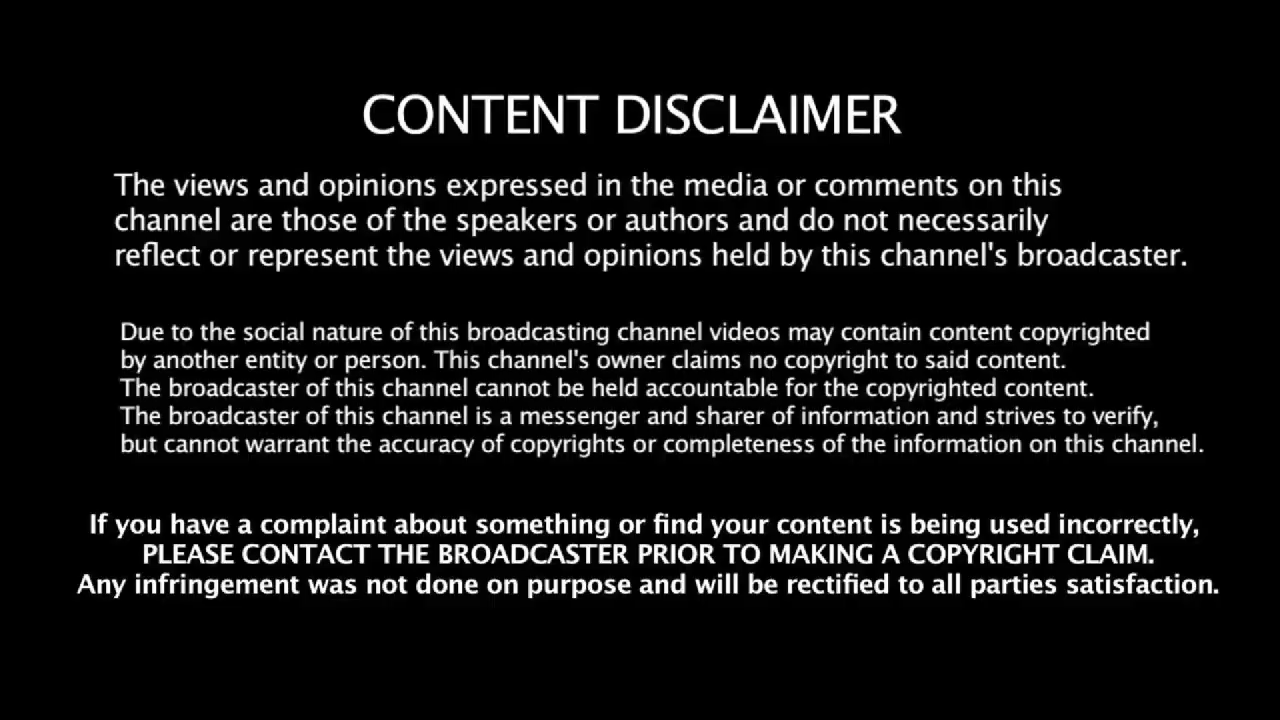 CONTENT DISCLAIMER
The views and opinions expressed in the media or comments on this
channel are those of the speakers or authors and do not necessarily
reflect or represent the views and opinions held by this channel's broadcaster.
Due to the social nature of this broadcasting channel videos may contain content copyrighted
by another entity or person. This channel's owner claims no copyright to said content.
The broadcaster of this channel cannot be held accountable for the copyrighted content.
The broadcaster of this channel is a messenger and sharer of information and strives to verify,
but cannot warrant the accuracy of copyrights or completeness of the information on this channel.
If you have a complaint about something or find your content is being used incorrectly,
PLEASE CONTACT THE BROADCASTER PRIOR TO MAKING A COPYRIGHT CLAIM.
Any infringement was not done on purpose and will be rectified to all parties satisfaction.